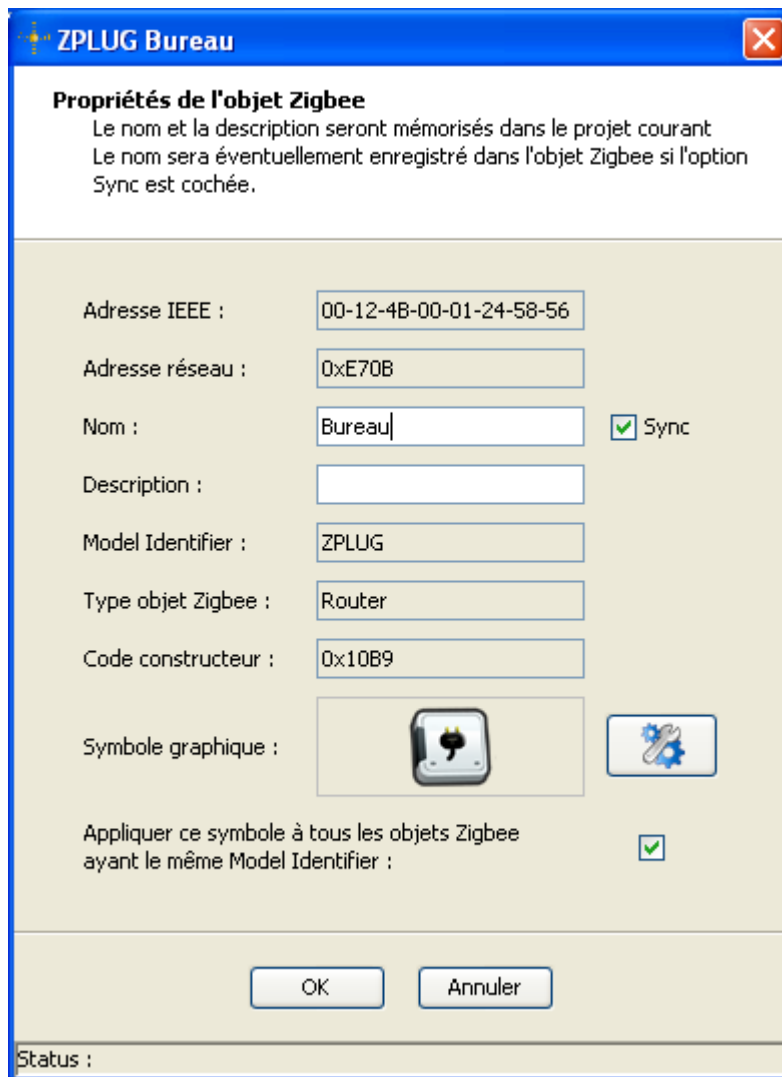 ZPLUG Bureau
Propriétés de l'objet Zigbee
Le nom et la description seront mémorisés dans le projet courant
Le nom sera éventuellement enregistré dans l'objet Zigbee si l'option
Sync est cochée.
Adresse IEEE : 00-12-4B-00-01-24-58-56
Adresse réseau : 0xE70B
Nom : Bureau Sync
Description :
Model Identifier : ZPLUG
Type objet Zigbee : Router
Code constructeur : 0x10B9
Symbole graphique :
Appliquer ce symbole à tous les objets Zigbee
ayant le même Model Identifier :
OK Annuler
Status :